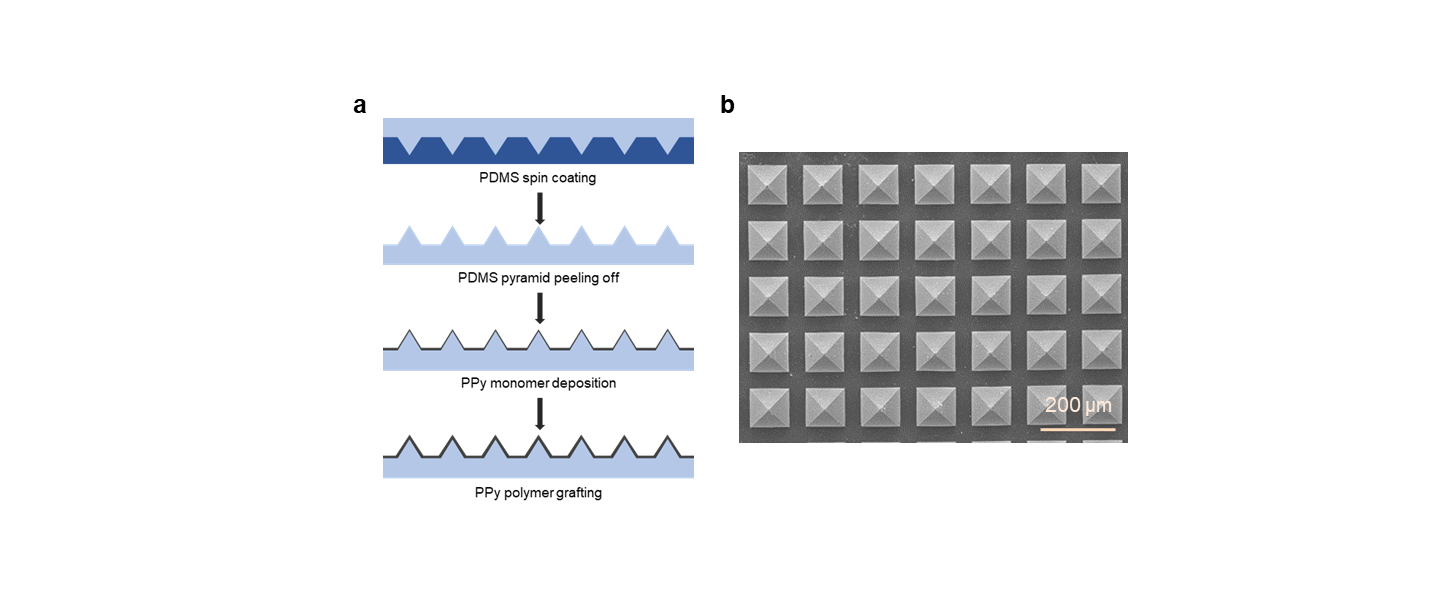 a
PDMS spin coating
PDMS pyramid peeling off
PPy monomer deposition
PPy polymer grafting
b
200 μm